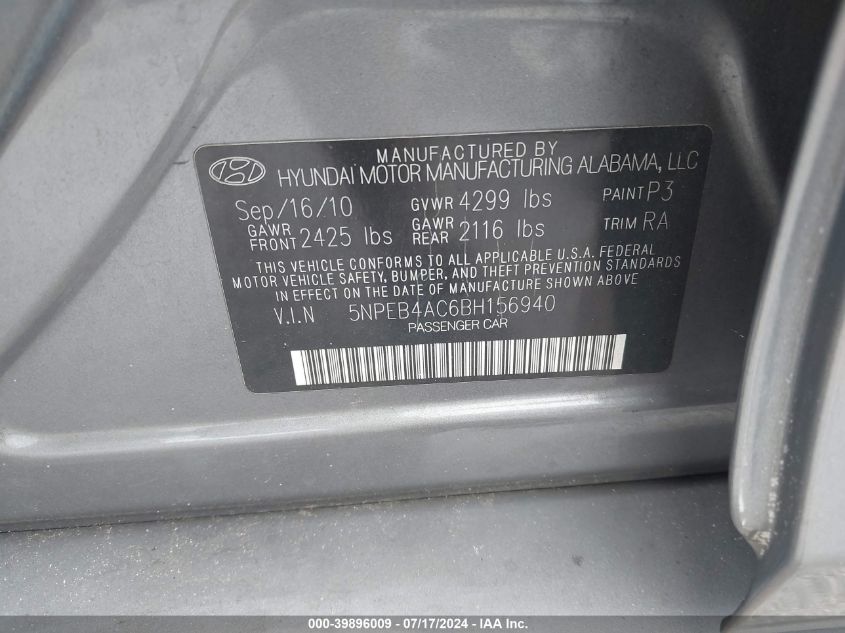 MANUFACTURED BY
HYUNDAI MOTOR MANUFACTURING ALABAMA, LLC
Sep/16/10 GVWR 4299 lbs PAINT P3
GAWR FRONT 2425 lbs GAWR REAR 2116 lbs TRIM RA
THIS VEHICLE CONFORMS TO ALL APPLICABLE U.S.A. FEDERAL
MOTOR VEHICLE SAFETY, BUMPER, AND THEFT PREVENTION STANDARDS
IN EFFECT ON THE DATE OF MANUFACTURE SHOWN ABOVE.
V.I.N 5NPEB4AC6BH156940
PASSENGER CAR
000-39896009 - 07/17/2024 - IAA Inc.